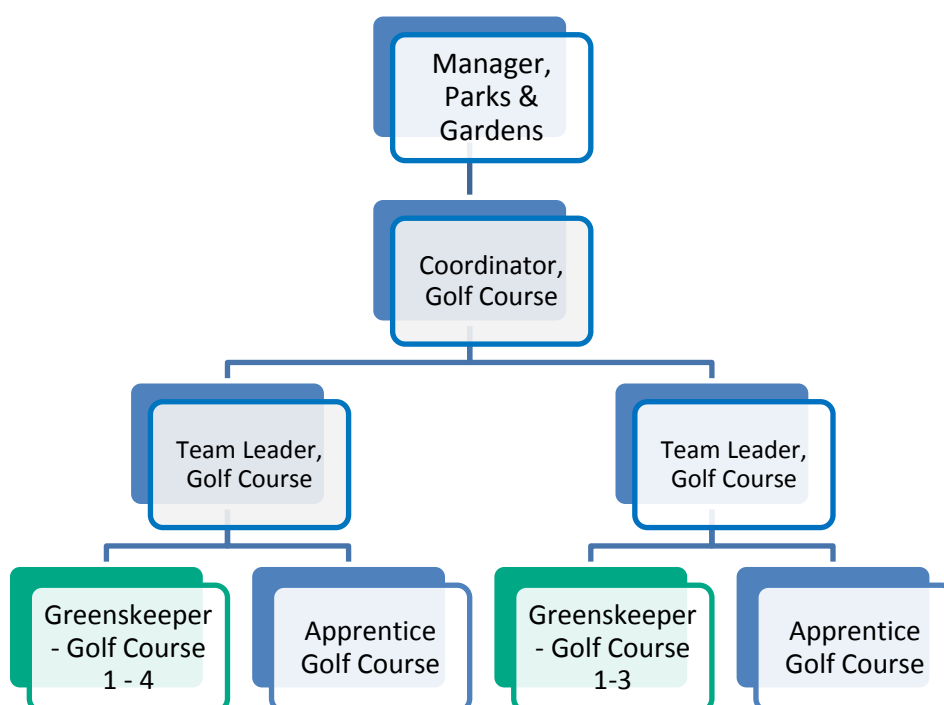 Manager,
Parks &
Gardens
Coordinator,
Golf Course
Team Leader,
Golf Course
Team Leader,
Golf Course
Greenskeeper
- Golf Course
1 - 4
Apprentice
Golf Course
Greenskeeper
- Golf Course
1-3
Apprentice
Golf Course